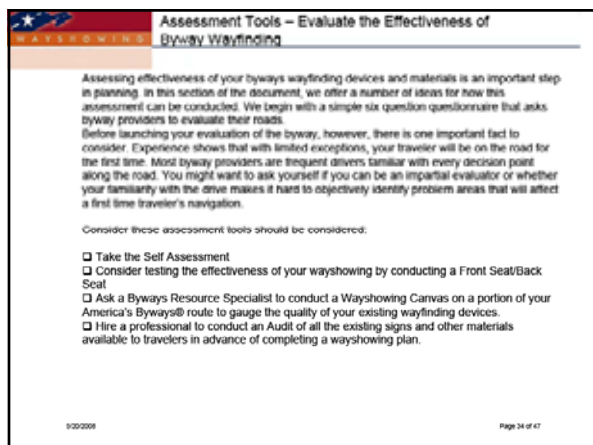 Assessment Tools – Evaluate the Effectiveness of
Byway Wayfinding
WAYSHOWING
Assessing effectiveness of your byways wayfinding devices and materials is an important step
in planning. In this section of the document, we offer a number of ideas for how this
assessment can be conducted. We begin with a simple six question questionnaire that asks
byway providers to evaluate their roads.
Before launching your evaluation of the byway, however, there is one important fact to
consider. Experience shows that with limited exceptions, your traveler will be on the road for
the first time. Most byway providers are frequent drivers familiar with every decision point
along the road. You might want to ask yourself if you can be an impartial evaluator or whether
your familiarity with the drive makes it hard to objectively identify problem areas that will affect
a first time traveler's navigation.
Consider these assessment tools should be considered:
❑ Take the Self Assessment
❑ Consider testing the effectiveness of your wayshowing by conducting a Front Seat/Back
Seat
❑ Ask a Byways Resource Specialist to conduct a Wayshowing Canvas on a portion of your
America's Byways® route to gauge the quality of your existing wayfinding devices.
❑ Hire a professional to conduct an Audit of all the existing signs and other materials
available to travelers in advance of completing a wayshowing plan.
5/20/2008
Page 34 of 47